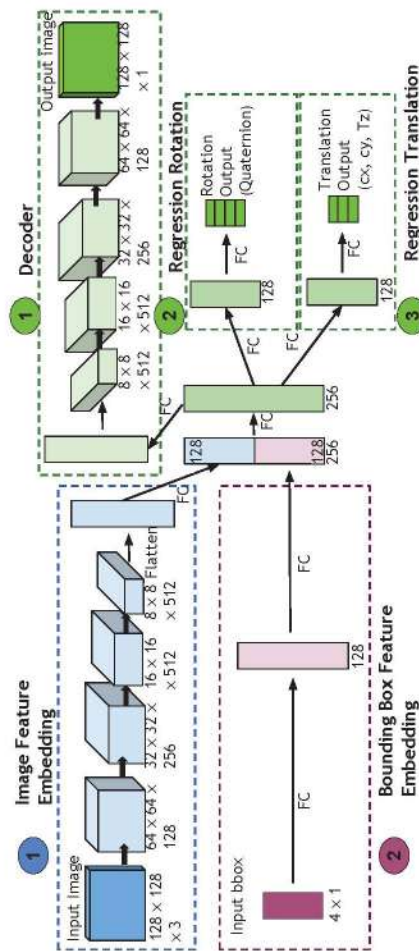 1
Image Feature
Embedding
Input Image
128 × 128
× 3
64 × 64 ×
128
32 × 32 ×
256
16 × 16
× 512
8 × 8
× 512
Flatten
FC
2
Bounding Box Feature
Embedding
Input bbox
4 × 1
FC
128
FC
128
128
256
FC
256
FC
1
Decoder
8 × 8
× 512
16 × 16
× 512
32 × 32 ×
256
64 × 64 ×
128
Output Image
128 × 128
× 1
2
Regression Rotation
FC
128
FC
Rotation
Output
(Quaternion)
3
Regression Translation
FC
128
FC
Translation
Output
(cx, cy, Tz)